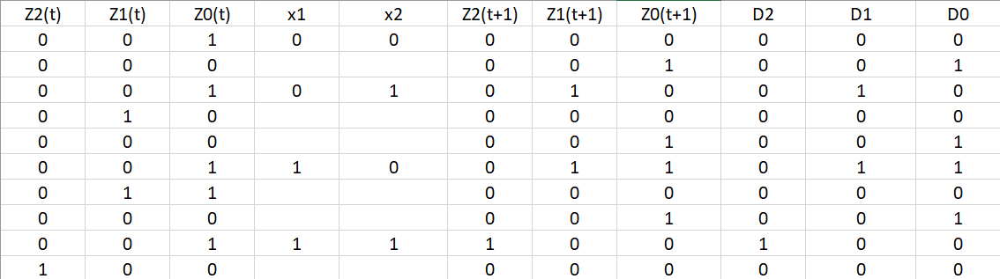 Z2(t) Z1(t) Z0(t) x1 x2 Z2(t+1) Z1(t+1) Z0(t+1) D2 D1 D0
0 0 1 0 0 0 0 0 0 0 0
0 0 0 0 0 1 0 0 1
0 0 1 0 1 0 1 0 0 1 0
0 1 0 0 0 0 0 0 0
0 0 0 0 0 1 0 0 1
0 0 1 1 0 0 1 1 0 1 1
0 1 1 0 0 0 0 0 0
0 0 0 0 0 1 0 0 1
0 0 1 1 1 1 0 0 1 0 0
1 0 0 0 0 0 0 0 0